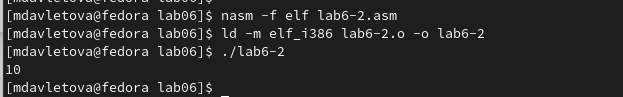 [mdavletova@fedora lab06]$ nasm -f elf lab6-2.asm
[mdavletova@fedora lab06]$ ld -m elf_i386 lab6-2.o -o lab6-2
[mdavletova@fedora lab06]$ ./lab6-2
10
[mdavletova@fedora lab06]$